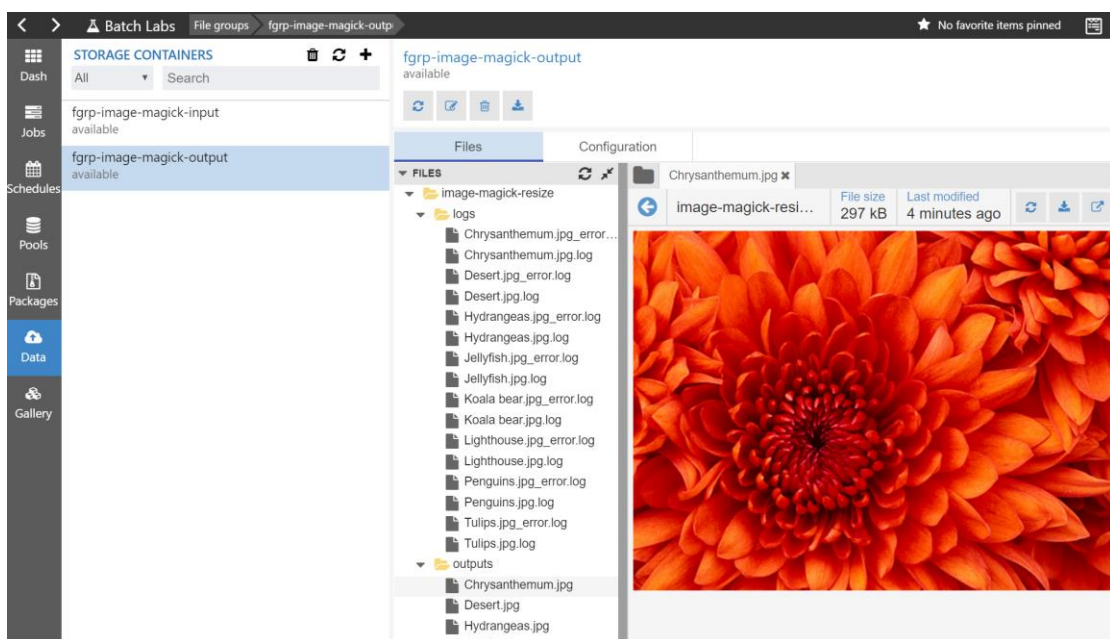 Batch Labs
File groups
fgrp-image-magick-outp
No favorite items pinned
Dash
Jobs
Schedules
Pools
Packages
Data
Gallery
STORAGE CONTAINERS
All
Search
fgrp-image-magick-input
available
fgrp-image-magick-output
available
fgrp-image-magick-output
available
Files
Configuration
FILES
image-magick-resize
logs
Chrysanthemum.jpg_error...
Chrysanthemum.jpg.log
Desert.jpg_error.log
Desert.jpg.log
Hydrangeas.jpg_error.log
Hydrangeas.jpg.log
Jellyfish.jpg_error.log
Jellyfish.jpg.log
Koala bear.jpg_error.log
Koala bear.jpg.log
Lighthouse.jpg_error.log
Lighthouse.jpg.log
Penguins.jpg_error.log
Penguins.jpg.log
Tulips.jpg_error.log
Tulips.jpg.log
outputs
Chrysanthemum.jpg
Desert.jpg
Hydrangeas.jpg
Chrysanthemum.jpg
image-magick-resi...
File size
297 kB
Last modified
4 minutes ago